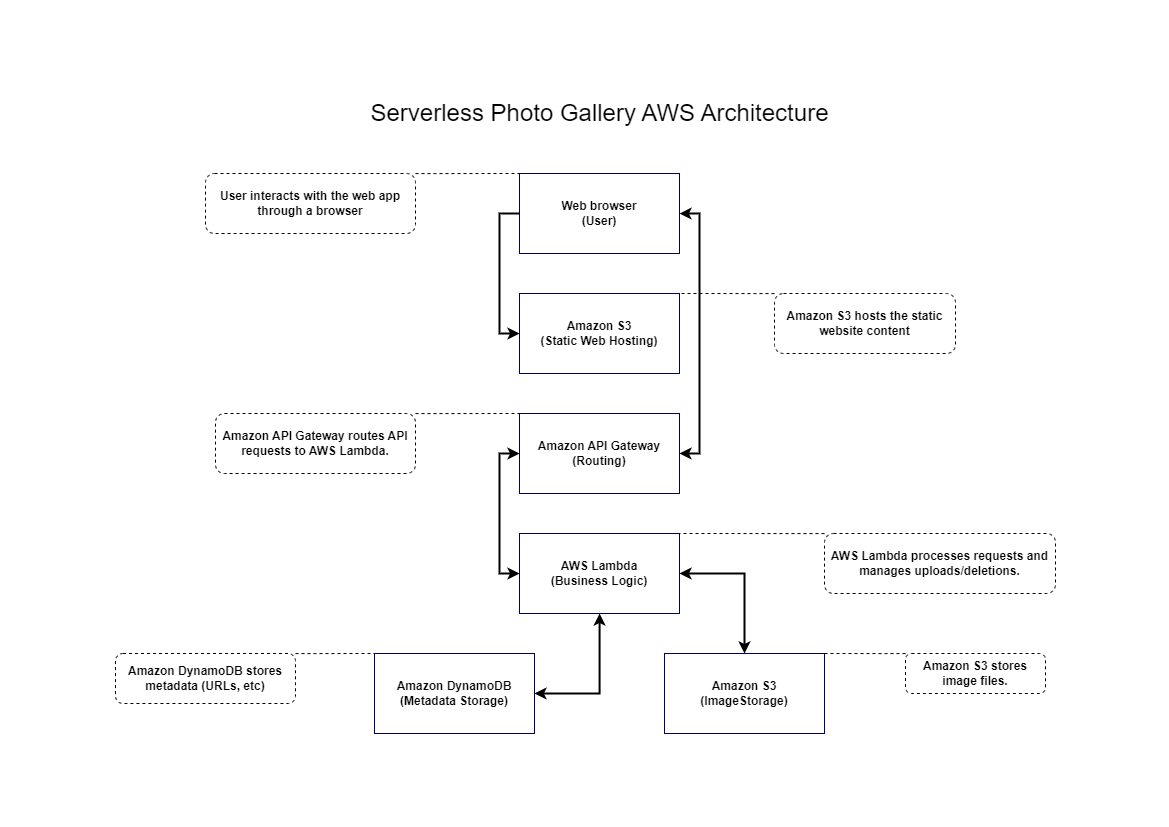 Serverless Photo Gallery AWS Architecture
User interacts with the web app
through a browser
Web browser
(User)
Amazon S3
(Static Web Hosting)
Amazon S3 hosts the static
website content
Amazon API Gateway routes API
requests to AWS Lambda.
Amazon API Gateway
(Routing)
AWS Lambda
(Business Logic)
AWS Lambda processes requests and
manages uploads/deletions.
Amazon DynamoDB stores
metadata (URLs, etc)
Amazon DynamoDB
(Metadata Storage)
Amazon S3
(ImageStorage)
Amazon S3 stores
image files.